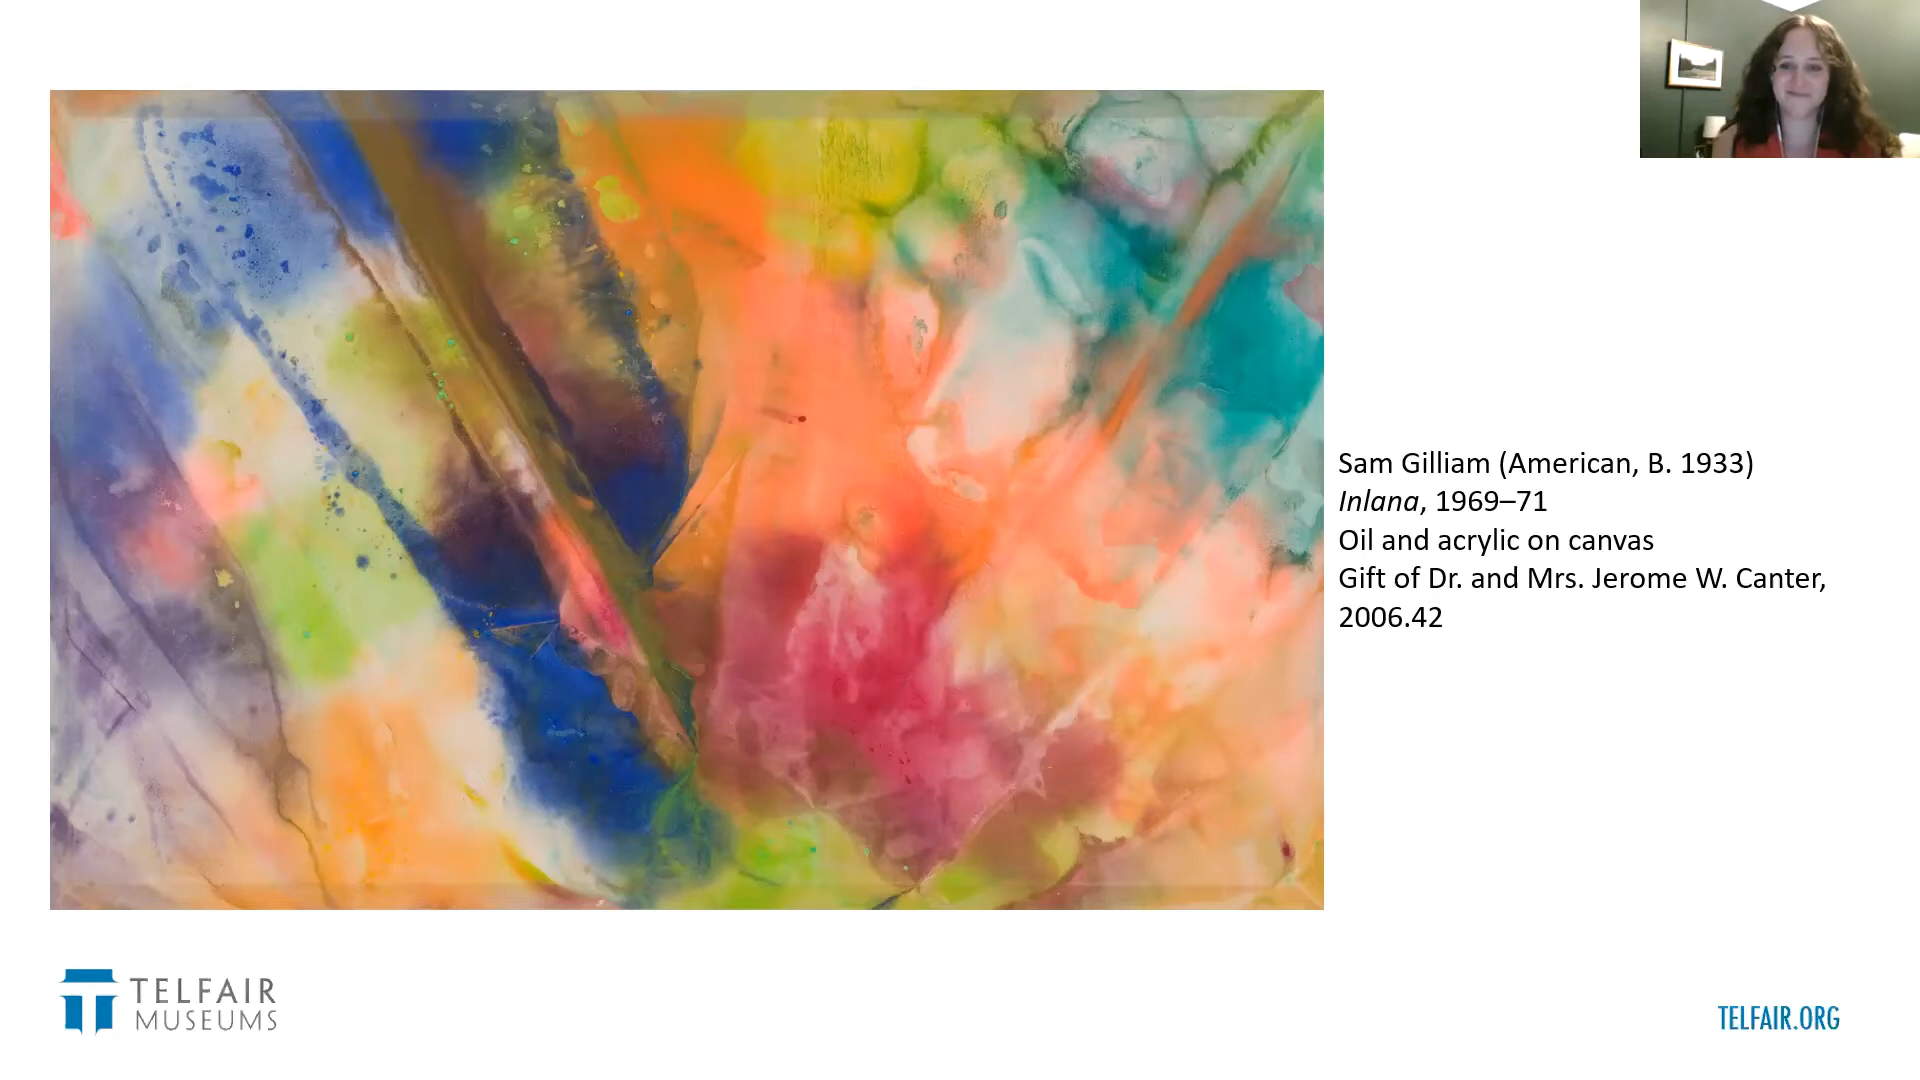 Sam Gilliam (American, B. 1933)
Inlana, 1969–71
Oil and acrylic on canvas
Gift of Dr. and Mrs. Jerome W. Canter,
2006.42
TELFAIR
MUSEUMS
TELFAIR.ORG